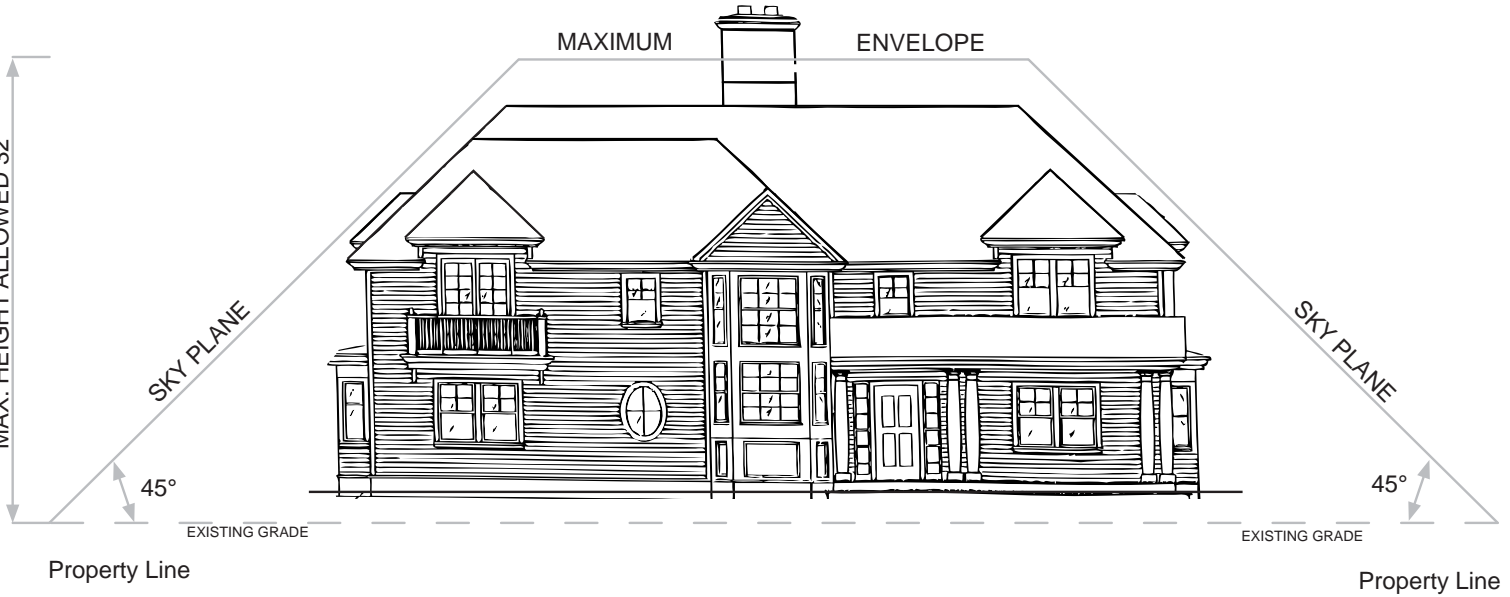 MAXIMUM ENVELOPE
MAX. HEIGHT ALLOWED 32'
SKY PLANE
SKY PLANE
45°
45°
EXISTING GRADE
EXISTING GRADE
Property Line
Property Line